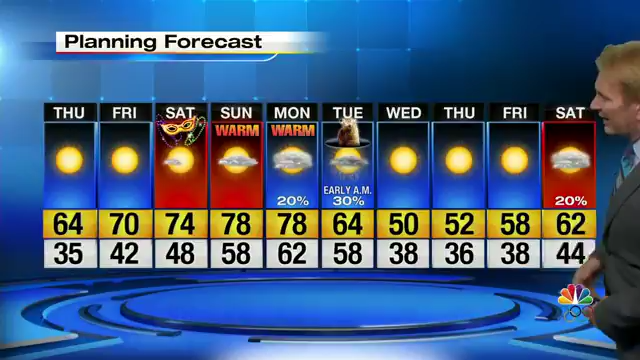 Planning Forecast
THU FRI SAT SUN MON TUE WED THU FRI SAT
WARM WARM
EARLY A.M.
20% 30% 20%
64 70 74 78 78 64 50 52 58 62
35 42 48 58 62 58 38 36 38 44